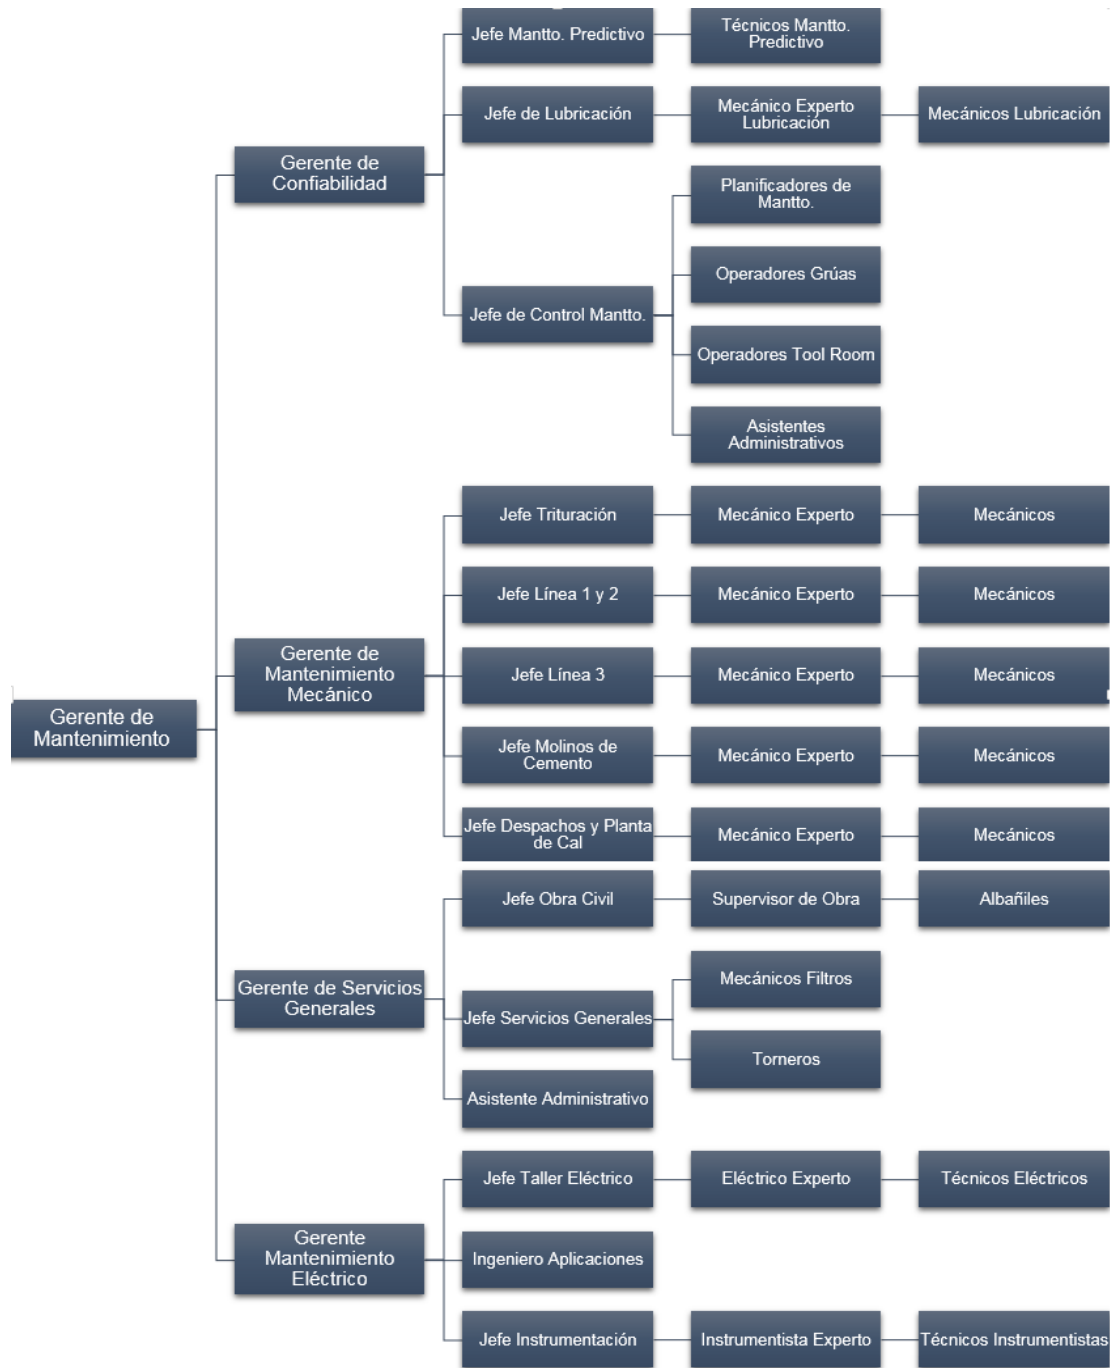 Jefe Mantto. Predictivo
Técnicos Mantto.
Predictivo
Jefe de Lubricación
Mecánico Experto
Lubricación
Mecánicos Lubricación
Gerente de
Confiabilidad
Planificadores de
Mantto.
Operadores Grúas
Jefe de Control Mantto.
Operadores Tool Room
Asistentes
Administrativos
Jefe Trituración
Mecánico Experto
Mecánicos
Jefe Línea 1 y 2
Mecánico Experto
Mecánicos
Gerente de
Mantenimiento
Mecánico
Jefe Línea 3
Mecánico Experto
Mecánicos
Gerente de
Mantenimiento
Jefe Molinos de
Cemento
Mecánico Experto
Mecánicos
Jefe Despachos y Planta
de Cal
Mecánico Experto
Mecánicos
Jefe Obra Civil
Supervisor de Obra
Albañiles
Gerente de Servicios
Generales
Mecánicos Filtros
Jefe Servicios Generales
Torneros
Asistente Administrativo
Jefe Taller Eléctrico
Eléctrico Experto
Técnicos Eléctricos
Gerente
Mantenimiento
Eléctrico
Ingeniero Aplicaciones
Jefe Instrumentación
Instrumentista Experto
Técnicos Instrumentistas